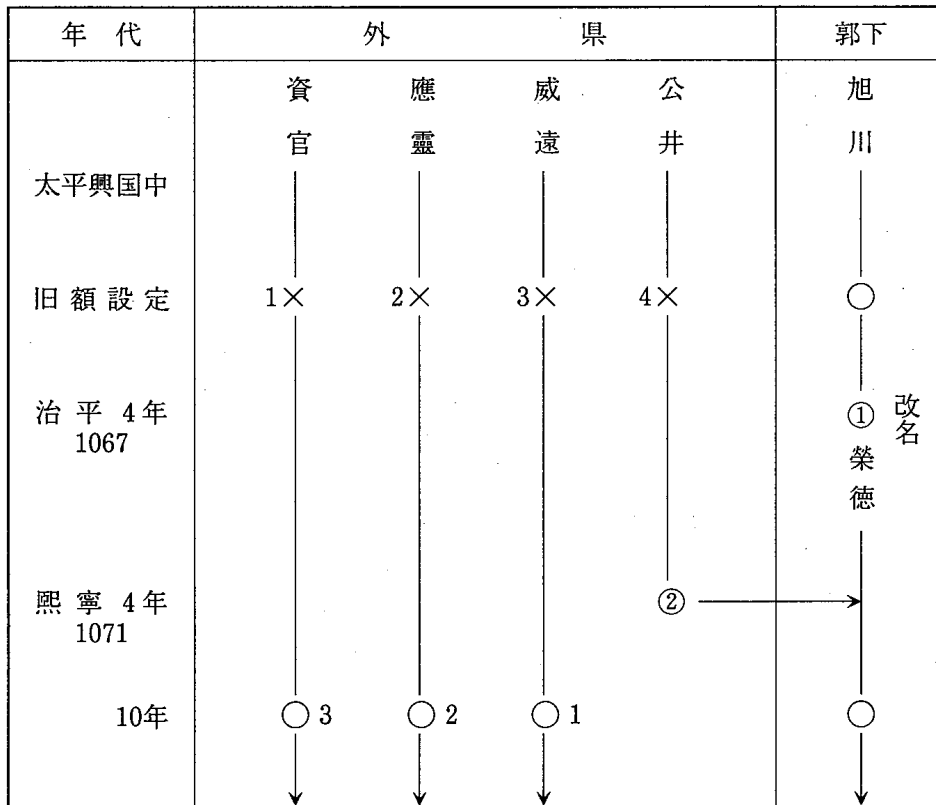 年代 外県 郭下
資官 應靈 威遠 公井 旭川
太平興国中
旧額設定 1× 2× 3× 4× ○
治平4年 ① 改名
1067
榮徳
熙寧4年 ②
1071
10年 ○3 ○2 ○1 ○